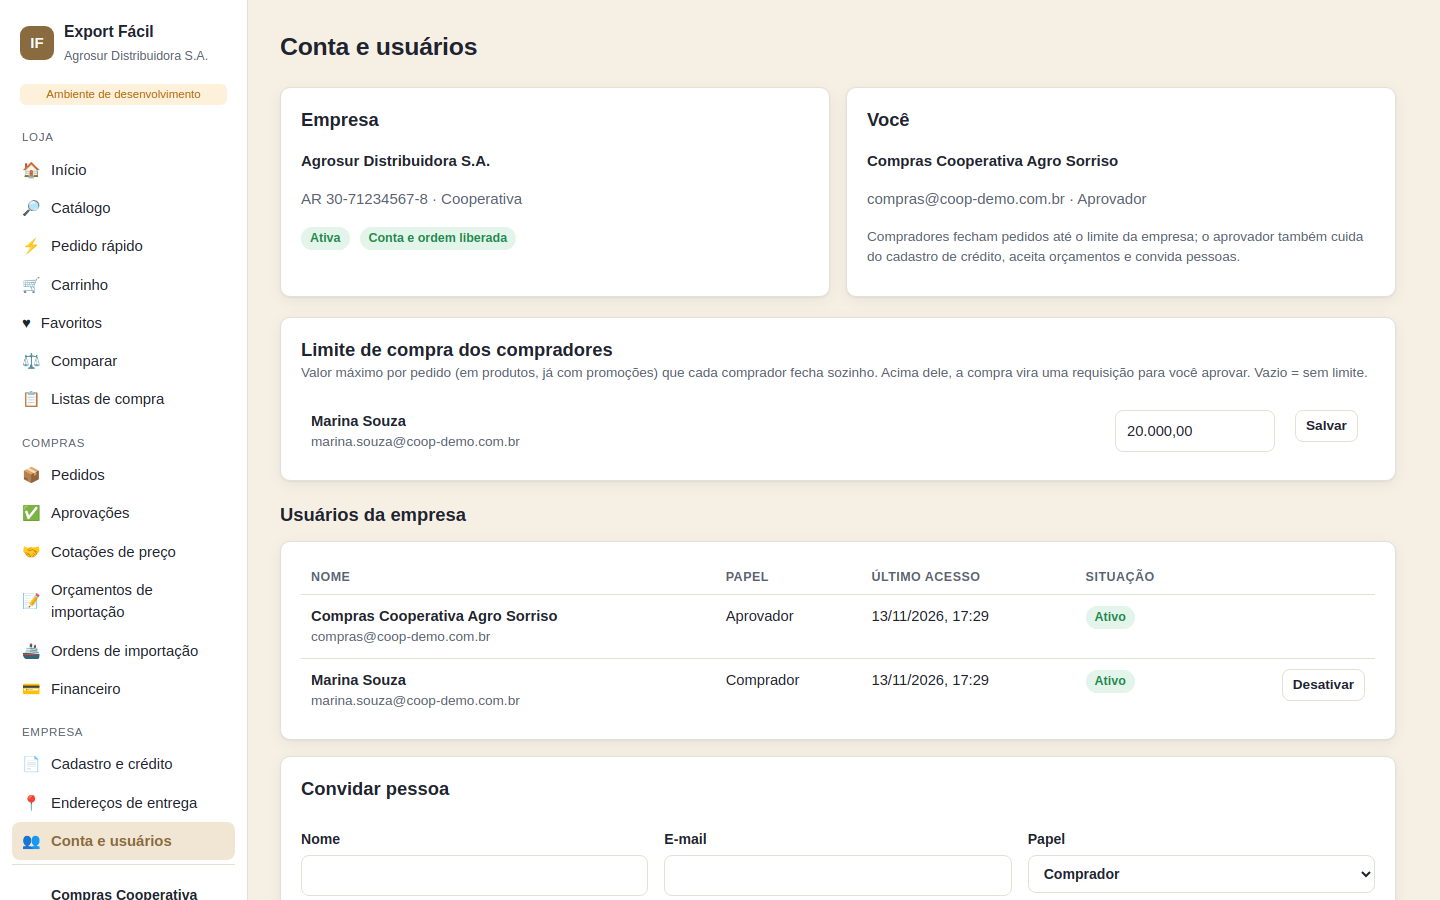 IF
Export Fácil
Agrosur Distribuidora S.A.
Ambiente de desenvolvimento
LOJA
Início
Catálogo
Pedido rápido
Carrinho
Favoritos
Comparar
Listas de compra
COMPRAS
Pedidos
Aprovações
Cotações de preço
Orçamentos de
importação
Ordens de importação
Financeiro
EMPRESA
Cadastro e crédito
Endereços de entrega
Conta e usuários
Compras Cooperativa
Conta e usuários
Empresa
Agrosur Distribuidora S.A.
AR 30-71234567-8 · Cooperativa
Ativa Conta e ordem liberada
Você
Compras Cooperativa Agro Sorriso
compras@coop-demo.com.br · Aprovador
Compradores fecham pedidos até o limite da empresa; o aprovador também cuida
do cadastro de crédito, aceita orçamentos e convida pessoas.
Limite de compra dos compradores
Valor máximo por pedido (em produtos, já com promoções) que cada comprador fecha sozinho. Acima dele, a compra vira uma requisição para você aprovar. Vazio = sem limite.
Marina Souza
marina.souza@coop-demo.com.br
20.000,00
Salvar
Usuários da empresa
NOME PAPEL ÚLTIMO ACESSO SITUAÇÃO
Compras Cooperativa Agro Sorriso Aprovador 13/11/2026, 17:29 Ativo
compras@coop-demo.com.br
Marina Souza Comprador 13/11/2026, 17:29 Ativo Desativar
marina.souza@coop-demo.com.br
Convidar pessoa
Nome E-mail Papel
Comprador